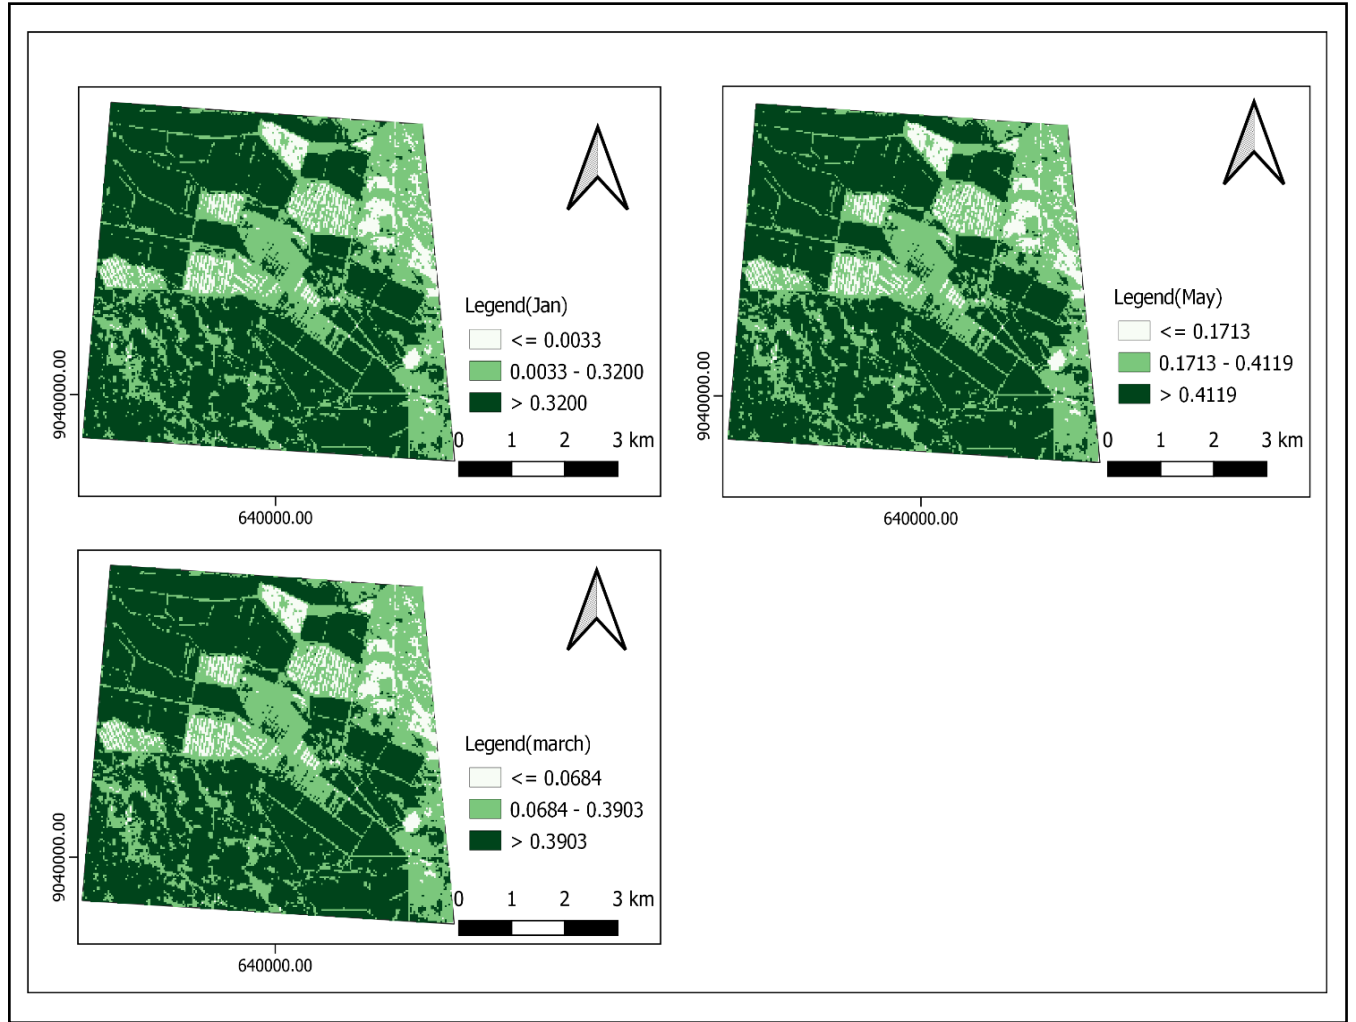 Legend(Jan)
<= 0.0033
0.0033 - 0.3200
> 0.3200
0 1 2 3 km
9040000.00
640000.00
Legend(May)
<= 0.1713
0.1713 - 0.4119
> 0.4119
0 1 2 3 km
9040000.00
640000.00
Legend(march)
<= 0.0684
0.0684 - 0.3903
> 0.3903
0 1 2 3 km
9040000.00
640000.00